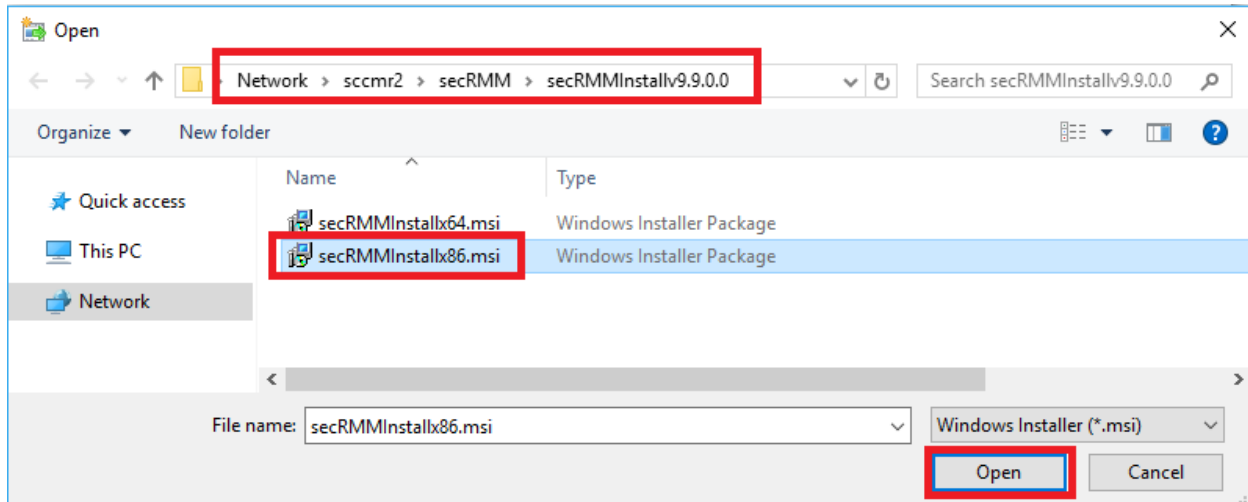 Open
Network > sccmr2 > secRMM > secRMMInstallv9.9.0.0
Search secRMMInstallv9.9.0.0
Organize
New folder
Name
Type
Quick access
This PC
Network
secRMMInstallx64.msi
Windows Installer Package
secRMMInstallx86.msi
Windows Installer Package
File name:
secRMMInstallx86.msi
Windows Installer (*.msi)
Open
Cancel